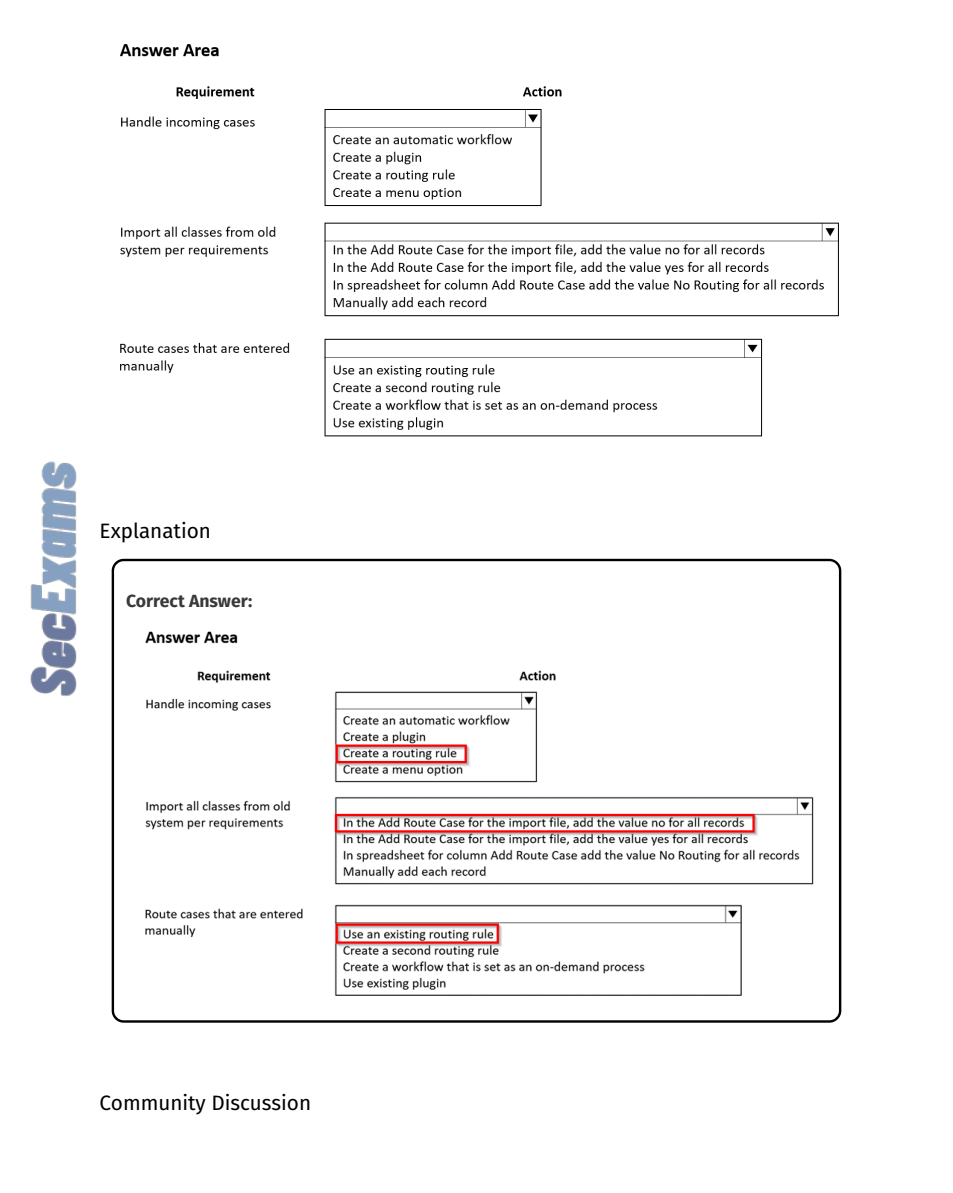 Answer Area
Requirement Action
Handle incoming cases
Create an automatic workflow
Create a plugin
Create a routing rule
Create a menu option
Import all classes from old
system per requirements
In the Add Route Case for the import file, add the value no for all records
In the Add Route Case for the import file, add the value yes for all records
In spreadsheet for column Add Route Case add the value No Routing for all records
Manually add each record
Route cases that are entered
manually
Use an existing routing rule
Create a second routing rule
Create a workflow that is set as an on-demand process
Use existing plugin
SecExams
Explanation
Correct Answer:
Answer Area
Requirement Action
Handle incoming cases
Create an automatic workflow
Create a plugin
Create a routing rule
Create a menu option
Import all classes from old
system per requirements
In the Add Route Case for the import file, add the value no for all records
In the Add Route Case for the import file, add the value yes for all records
In spreadsheet for column Add Route Case add the value No Routing for all records
Manually add each record
Route cases that are entered
manually
Use an existing routing rule
Create a second routing rule
Create a workflow that is set as an on-demand process
Use existing plugin
Community Discussion